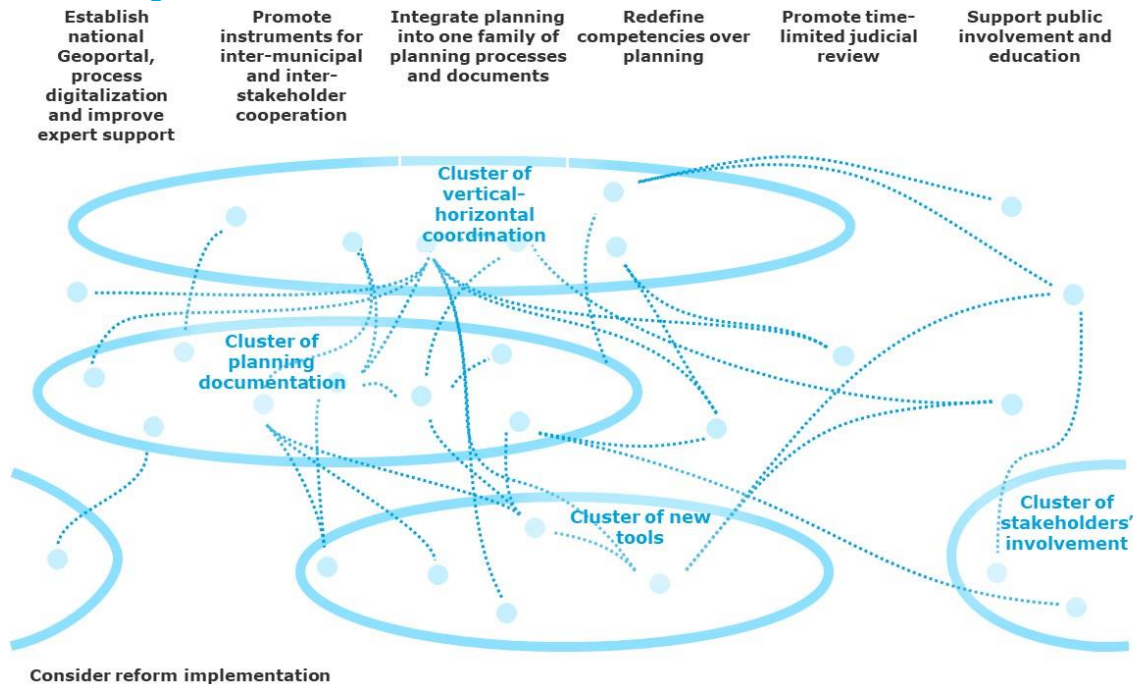 Establish
national
Geoportal,
process
digitalization
and improve
expert support
Promote
instruments for
inter-municipal
and inter-
stakeholder
cooperation
Integrate planning
into one family of
planning processes
and documents
Redefine
competencies over
planning
Promote time-
limited judicial
review
Support public
involvement and
education
Cluster of
vertical-
horizontal
coordination
Cluster of
planning
documentation
Cluster of new
tools
Cluster of
stakeholders'
involvement
Consider reform implementation